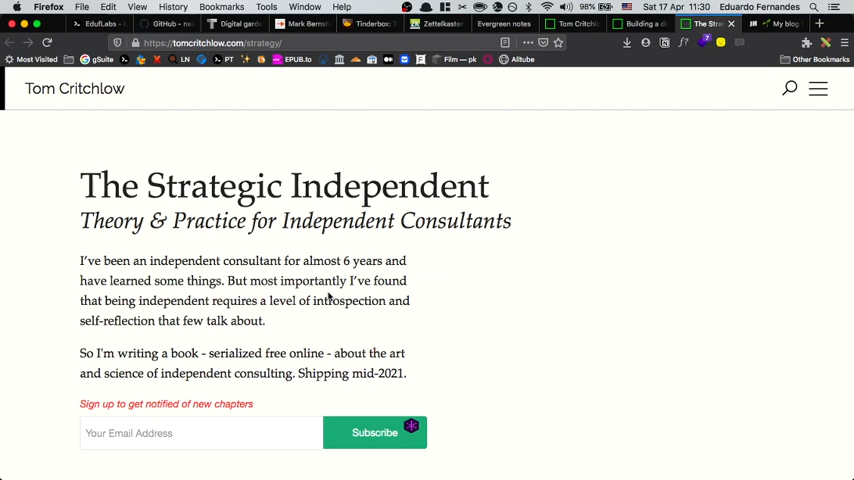 Firefox File Edit View History Bookmarks Tools Window Help 98% Sat 17 Apr 11:30 Eduardo Fernandes
EdufLabs - GitHub - nea Digital garde Mark Bernst Tinderbox: T Zettelkasten Evergreen notes Tom Critchlo Building a di The Stra My blog
https://tomcritchlow.com/strategy/
Most Visited gSuite LN PT EPUB.to Film — pk Alltube Other Bookmarks
Tom Critchlow
The Strategic Independent
Theory & Practice for Independent Consultants
I've been an independent consultant for almost 6 years and
have learned some things. But most importantly I've found
that being independent requires a level of introspection and
self-reflection that few talk about.
So I'm writing a book - serialized free online - about the art
and science of independent consulting. Shipping mid-2021.
Sign up to get notified of new chapters
Your Email Address Subscribe